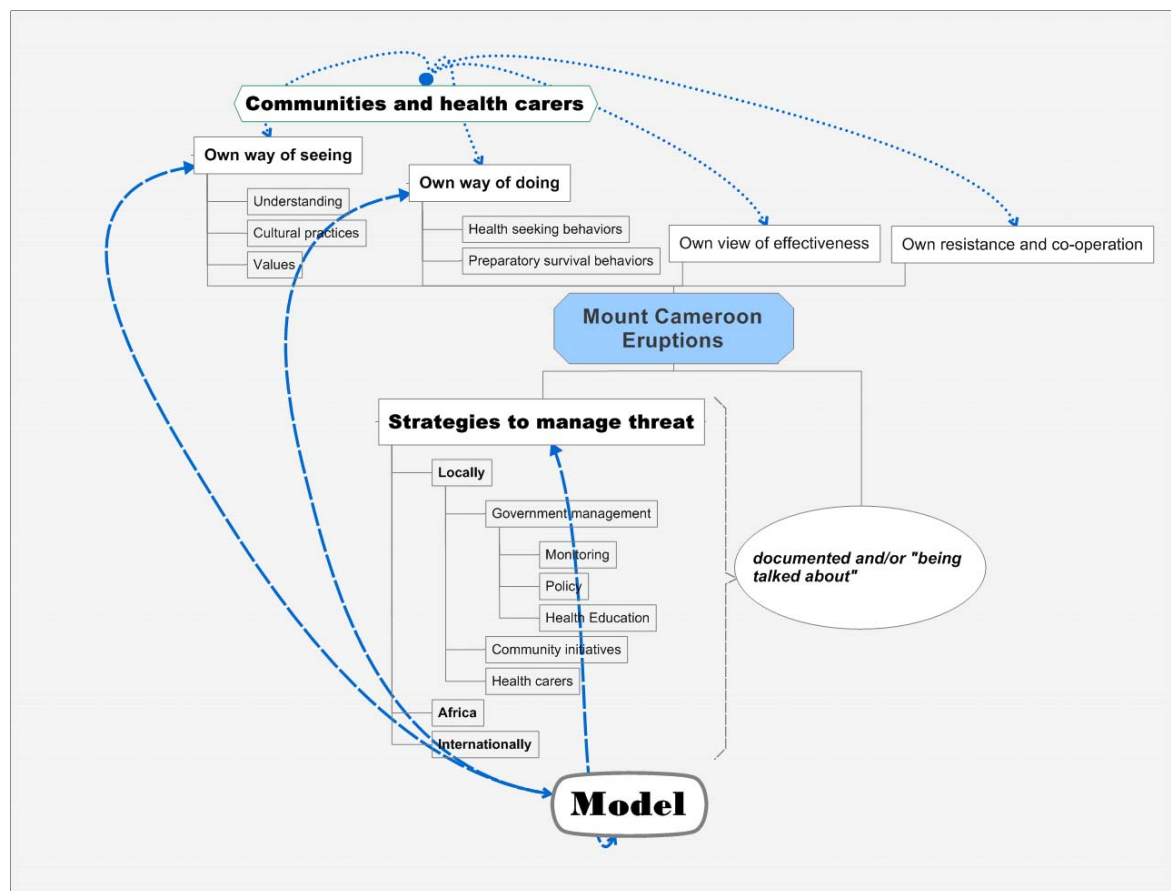 Communities and health carers
Own way of seeing
Understanding
Cultural practices
Values
Own way of doing
Health seeking behaviors
Preparatory survival behaviors
Own view of effectiveness
Own resistance and co-operation
Mount Cameroon
Eruptions
Strategies to manage threat
Locally
Government management
Monitoring
Policy
Health Education
Community initiatives
Health carers
Africa
Internationally
documented and/or "being
talked about"
Model